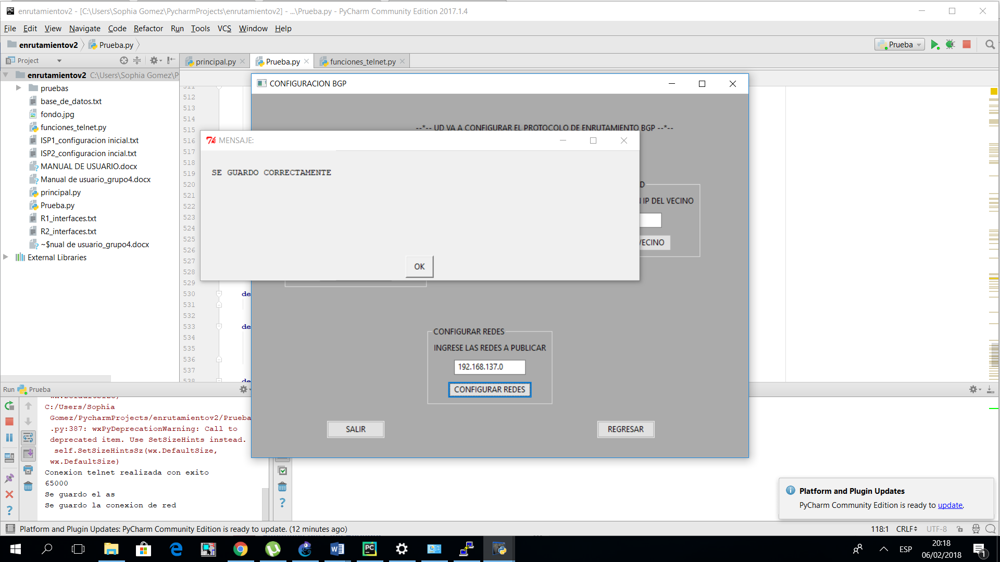 enrutamientov2 - [C:\Users\Sophia Gomez\PycharmProjects\enrutamientov2] - ...\Prueba.py - PyCharm Community Edition 2017.1.4
File Edit View Navigate Code Refactor Run Tools VCS Window Help
enrutamientov2 Prueba.py
Prueba
Project
principal.py
Prueba.py
funciones_telnet.py
enrutamientov2 C:\Users\Sophia Gomez\P
pruebas
base_de_datos.txt
fondo.jpg
funciones_telnet.py
ISP1_configuracion inicial.txt
ISP2_configuracion incial.txt
MANUAL DE USUARIO.docx
Manual de usuario_grupo4.docx
principal.py
Prueba.py
R1_interfaces.txt
R2_interfaces.txt
~$nual de usuario_grupo4.docx
External Libraries
511
512
513
514
515
516
517
518
519
520
521
522
523
524
525
526
527
528
529
530 de
531
532
533 de
534
535
536
537
538 de
CONFIGURACION BGP
--*-- UD VA A CONFIGURAR EL PROTOCOLO DE ENRUTAMIENTO BGP --*--
MENSAJE:
SE GUARDO CORRECTAMENTE
OK
D
IP DEL VECINO
VECINO
CONFIGURAR REDES
INGRESE LAS REDES A PUBLICAR
192.168.137.0
CONFIGURAR REDES
SALIR
REGRESAR
Run Prueba
wx.DefaultSize)
C:/Users/Sophia
Gomez/PycharmProjects/enrutamientov2/Prueba
.py:387: wxPyDeprecationWarning: Call to
deprecated item. Use SetSizeHints instead.
self.SetSizeHintsSz(wx.DefaultSize,
wx.DefaultSize)
Conexion telnet realizada con exito
65000
Se guardo el as
Se guardo la conexion de red
Platform and Plugin Updates
PyCharm Community Edition is ready to update.
Platform and Plugin Updates: PyCharm Community Edition is ready to update. (12 minutes ago)
118:1 CRLF UTF-8
ESP
20:18
06/02/2018
1